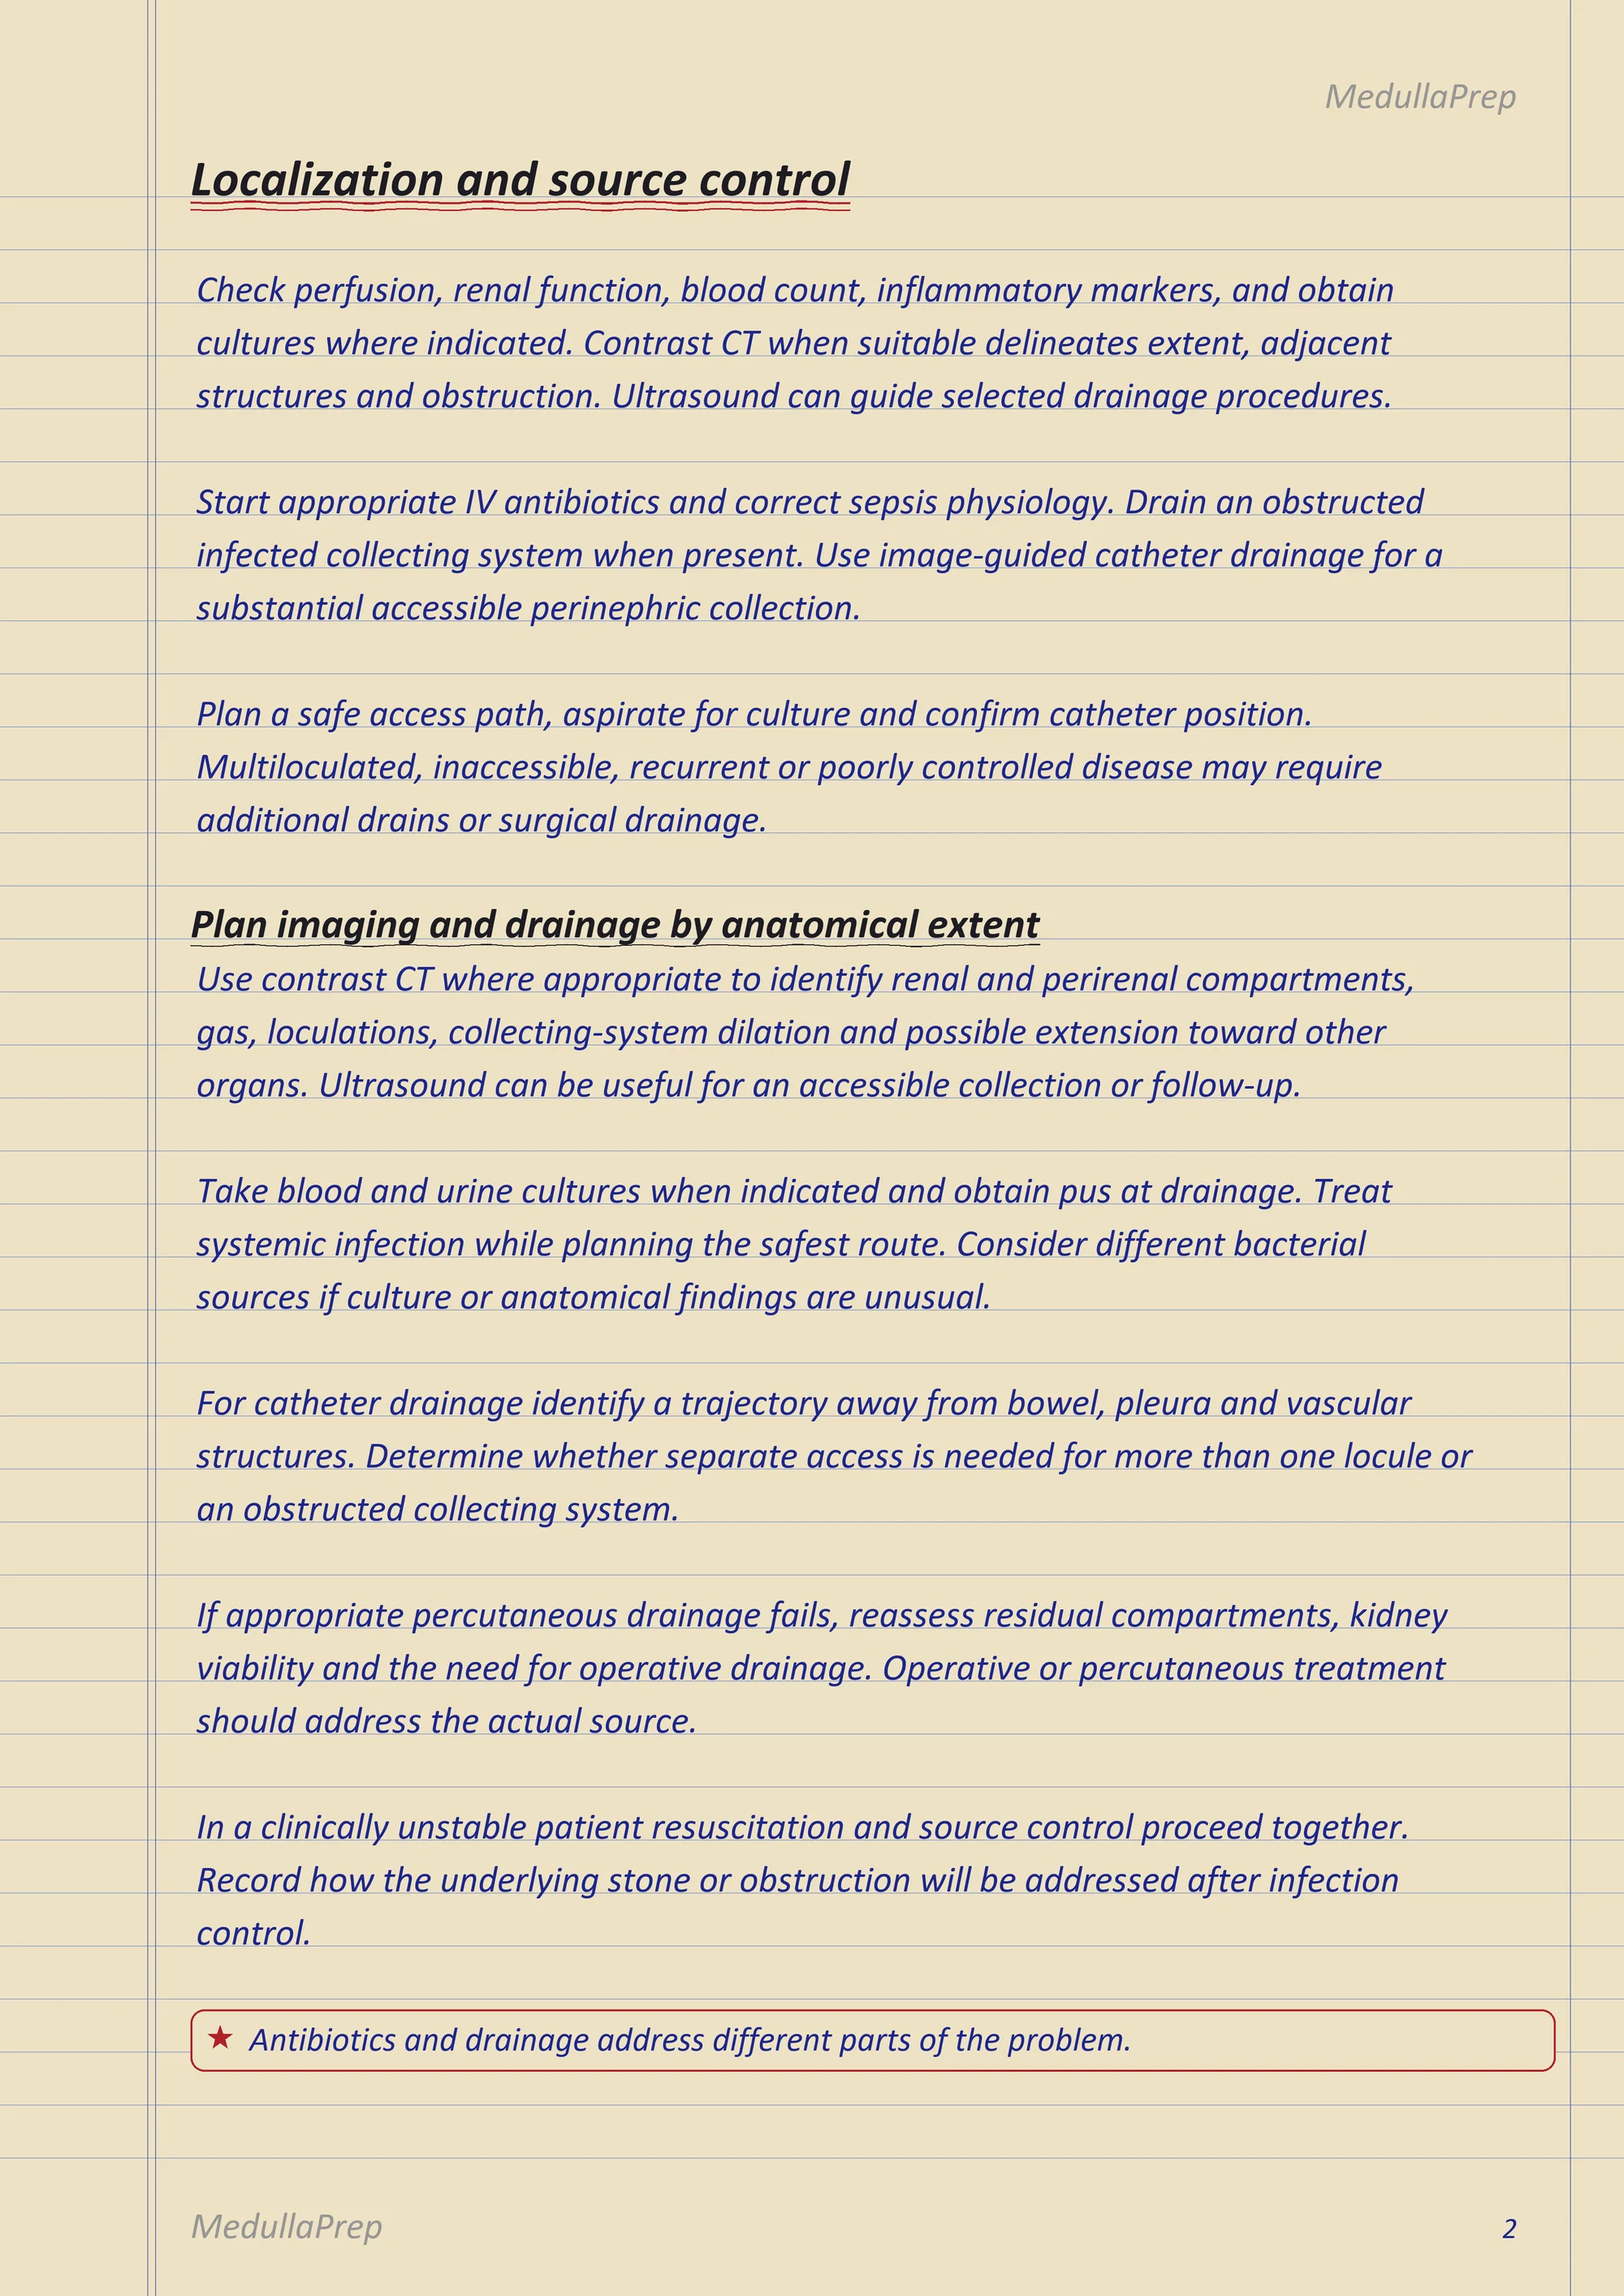 MedullaPrep
Localization and source control
Check perfusion, renal function, blood count, inflammatory markers, and obtain
cultures where indicated. Contrast CT when suitable delineates extent, adjacent
structures and obstruction. Ultrasound can guide selected drainage procedures.
Start appropriate IV antibiotics and correct sepsis physiology. Drain an obstructed
infected collecting system when present. Use image-guided catheter drainage for a
substantial accessible perinephric collection.
Plan a safe access path, aspirate for culture and confirm catheter position.
Multiloculated, inaccessible, recurrent or poorly controlled disease may require
additional drains or surgical drainage.
Plan imaging and drainage by anatomical extent
Use contrast CT where appropriate to identify renal and perirenal compartments,
gas, loculations, collecting-system dilation and possible extension toward other
organs. Ultrasound can be useful for an accessible collection or follow-up.
Take blood and urine cultures when indicated and obtain pus at drainage. Treat
systemic infection while planning the safest route. Consider different bacterial
sources if culture or anatomical findings are unusual.
For catheter drainage identify a trajectory away from bowel, pleura and vascular
structures. Determine whether separate access is needed for more than one locule or
an obstructed collecting system.
If appropriate percutaneous drainage fails, reassess residual compartments, kidney
viability and the need for operative drainage. Operative or percutaneous treatment
should address the actual source.
In a clinically unstable patient resuscitation and source control proceed together.
Record how the underlying stone or obstruction will be addressed after infection
control.
★ Antibiotics and drainage address different parts of the problem.
MedullaPrep
2